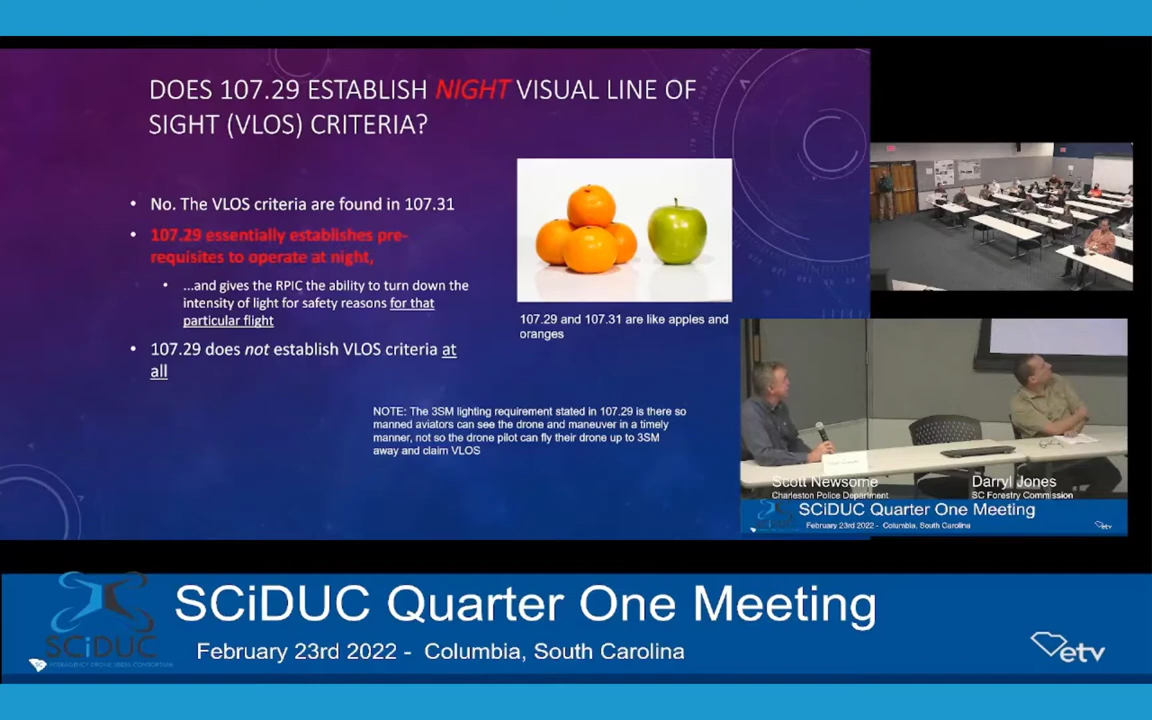 DOES 107.29 ESTABLISH NIGHT VISUAL LINE OF
SIGHT (VLOS) CRITERIA?
• No. The VLOS criteria are found in 107.31
• 107.29 essentially establishes pre-
requisites to operate at night,
• ...and gives the RPIC the ability to turn down the
intensity of light for safety reasons for that
particular flight
• 107.29 does not establish VLOS criteria at
all
107.29 and 107.31 are like apples and
oranges
NOTE: The 3SM lighting requirement stated in 107.29 is there so
manned aviators can see the drone and maneuver in a timely
manner, not so the drone pilot can fly their drone up to 3SM
away and claim VLOS
Scott Newsome
Charleston Police Department
Darryl Jones
SC Forestry Commission
SCiDUC Quarter One Meeting
February 23rd 2022 - Columbia, South Carolina
etv
SCiDUC
INTERAGENCY DRONE USERS CONSORTIUM
SCiDUC Quarter One Meeting
February 23rd 2022 - Columbia, South Carolina
etv